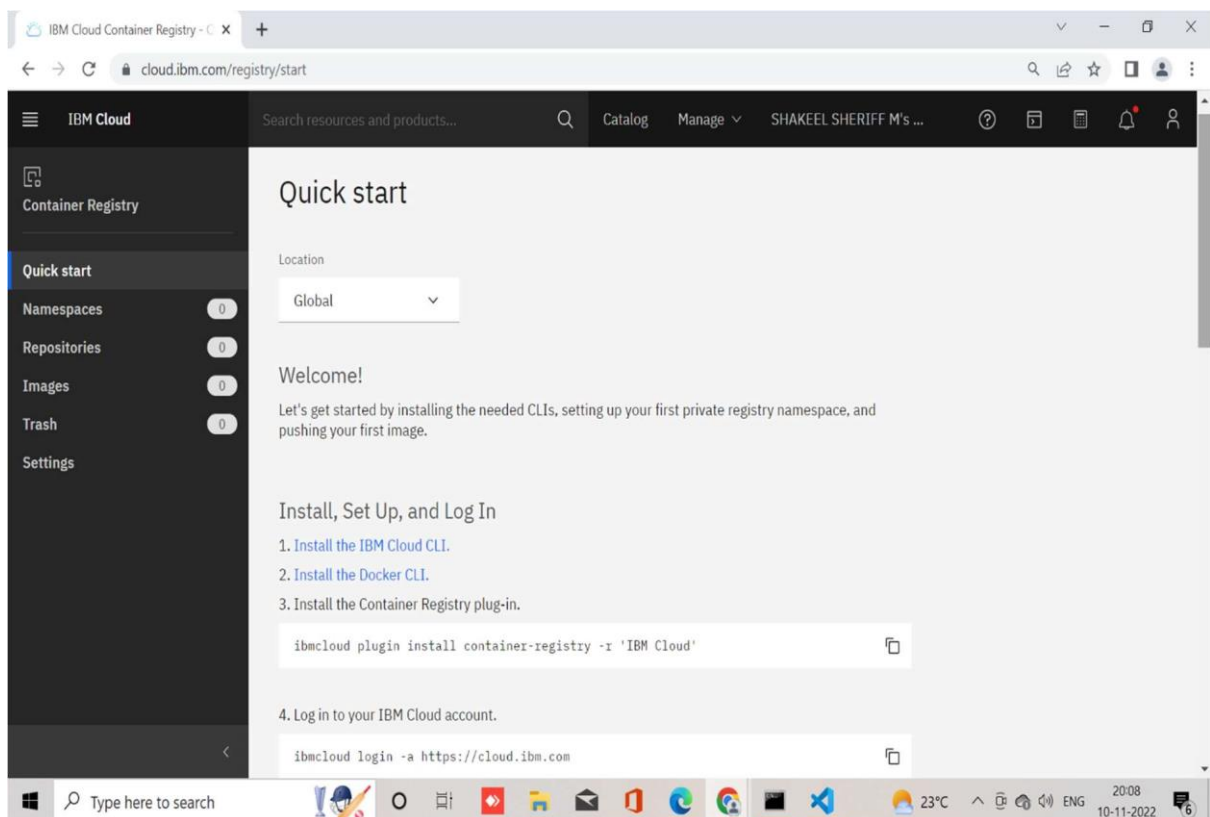 IBM Cloud Container Registry - C
cloud.ibm.com/registry/start
IBM Cloud
Search resources and products...
Catalog
Manage
SHAKEEL SHERIFF M's ...
Container Registry
Quick start
Namespaces 0
Repositories 0
Images 0
Trash 0
Settings
Quick start
Location
Global
Welcome!
Let's get started by installing the needed CLIs, setting up your first private registry namespace, and
pushing your first image.
Install, Set Up, and Log In
1. Install the IBM Cloud CLI.
2. Install the Docker CLI.
3. Install the Container Registry plug-in.
ibmcloud plugin install container-registry -r 'IBM Cloud'
4. Log in to your IBM Cloud account.
ibmcloud login -a https://cloud.ibm.com
Type here to search
23°C
ENG
20:08
10-11-2022
6